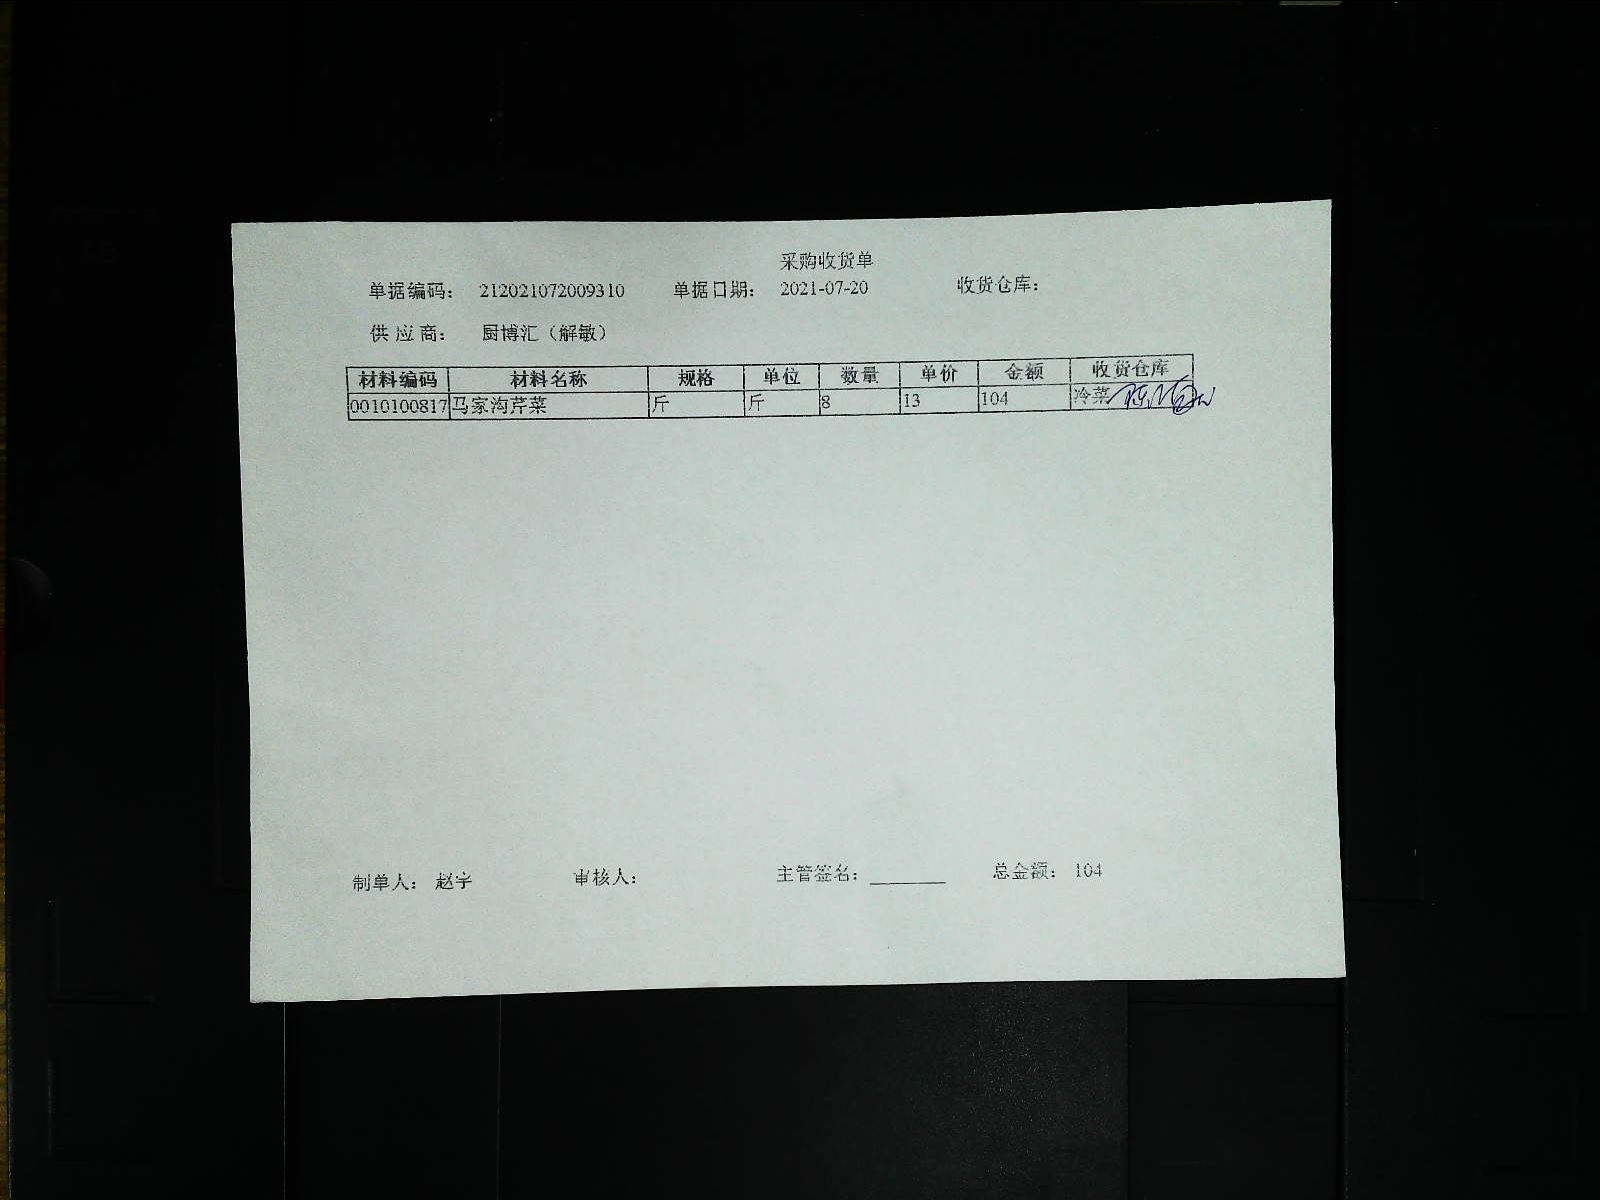 采购收货单
单据编码: 212021072009310 单据日期: 2021-07-20 收货仓库:
供应商: 厨博汇（解敏）
材料编码 材料名称 规格 单位 数量 单价 金额 收货仓库
0010100817 马家沟芹菜 斤 斤 8 13 104 冷菜
制单人: 赵宇 审核人: 主管签名: 总金额: 104